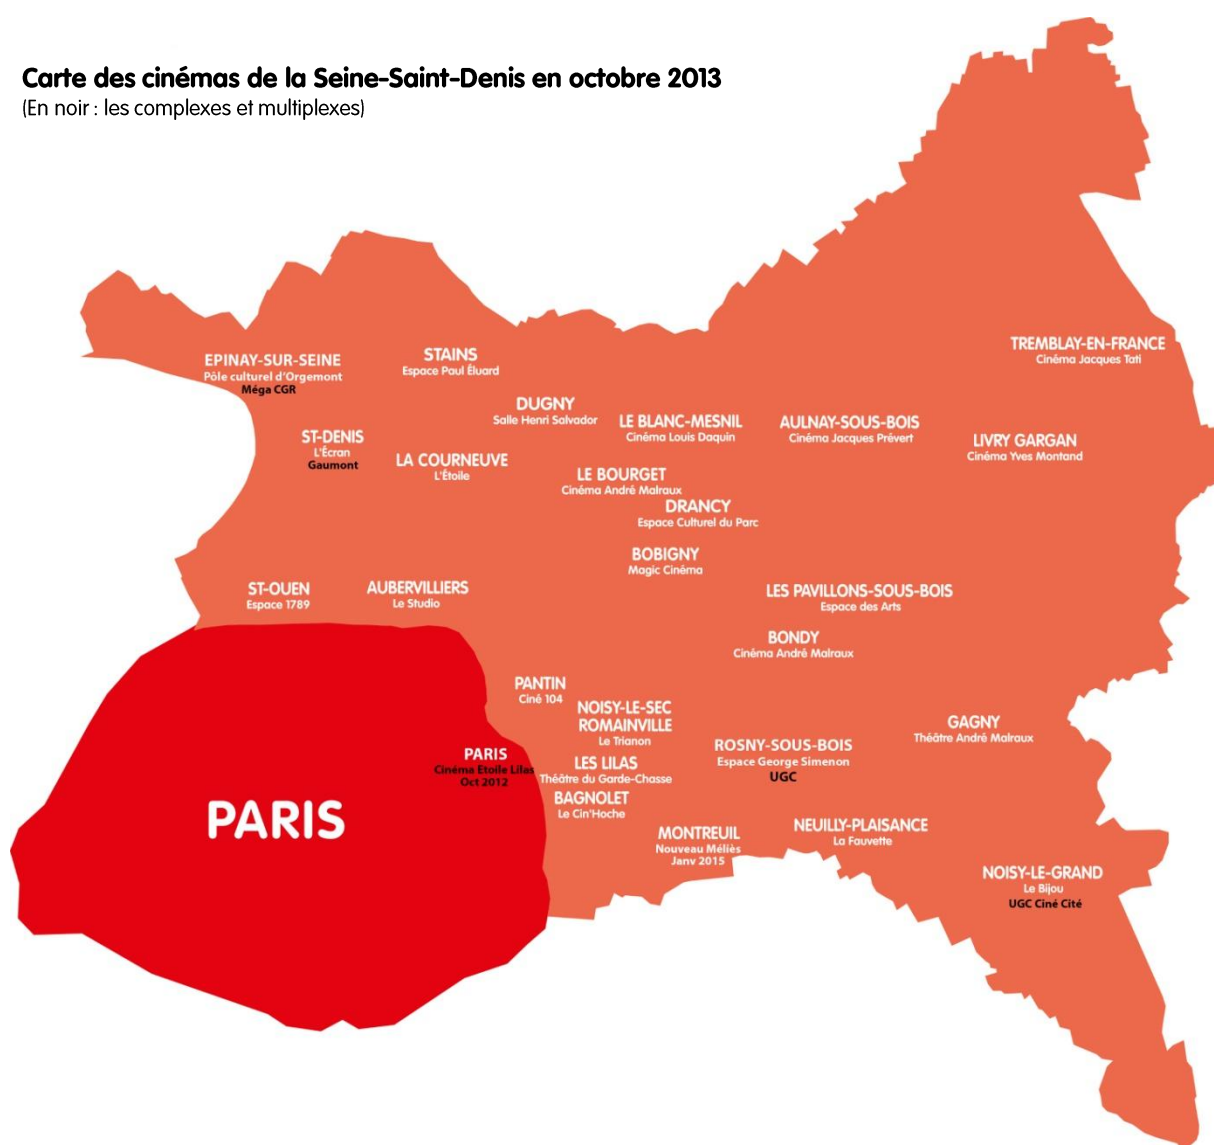 Carte des cinémas de la Seine-Saint-Denis en octobre 2013
(En noir : les complexes et multiplexes)
EPINAY-SUR-SEINE
Pôle culturel d'Orgemont
Méga CGR
STAINS
Espace Paul Éluard
TREMBLAY-EN-FRANCE
Cinéma Jacques Tati
DUGNY
Salle Henri Salvador
LE BLANC-MESNIL
Cinéma Louis Daquin
AULNAY-SOUS-BOIS
Cinéma Jacques Prévert
LIVRY GARGAN
Cinéma Yves Montand
ST-DENIS
L'Écran
Gaumont
LA COURNEUVE
L'Étoile
LE BOURGET
Cinéma André Malraux
DRANCY
Espace Culturel du Parc
BOBIGNY
Magic Cinéma
ST-OUEN
Espace 1789
AUBERVILLIERS
Le Studio
LES PAVILLONS-SOUS-BOIS
Espace des Arts
BONDY
Cinéma André Malraux
PANTIN
Ciné 104
NOISY-LE-SEC
ROMAINVILLE
Le Trianon
GAGNY
Théâtre André Malraux
ROSNY-SOUS-BOIS
Espace George Simenon
UGC
PARIS
Cinéma Etoile Lilas
Oct 2012
LES LILAS
Théâtre du Garde-Chasse
BAGNOLET
Le Cin'Hoche
PARIS
MONTREUIL
Nouveau Méliès
Janv 2015
NEUILLY-PLAISANCE
La Fauvette
NOISY-LE-GRAND
Le Bijou
UGC Ciné Cité